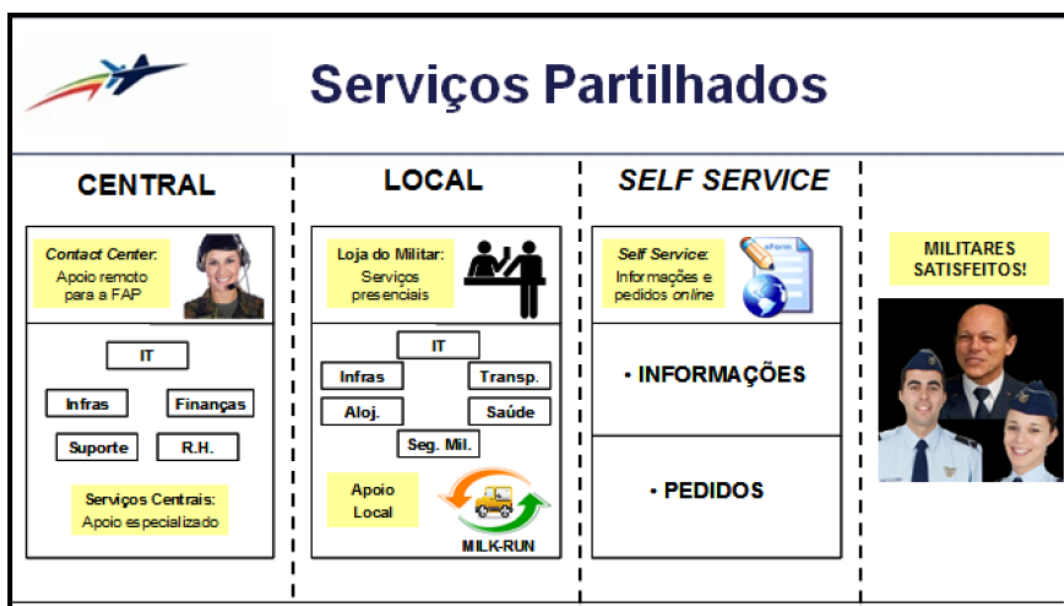 Serviços Partilhados
CENTRAL
Contact Center:
Apoio remoto
para a FAP
IT
Infras
Finanças
Suporte
R.H.
Serviços Centrais:
Apoio especializado
LOCAL
Loja do Militar:
Serviços
presenciais
IT
Infras
Transp.
Aloj.
Saúde
Seg. Mil.
Apoio
Local
MILK-RUN
SELF SERVICE
Self Service:
Informações e
pedidos online
eForm
• INFORMAÇÕES
• PEDIDOS
MILITARES
SATISFEITOS!